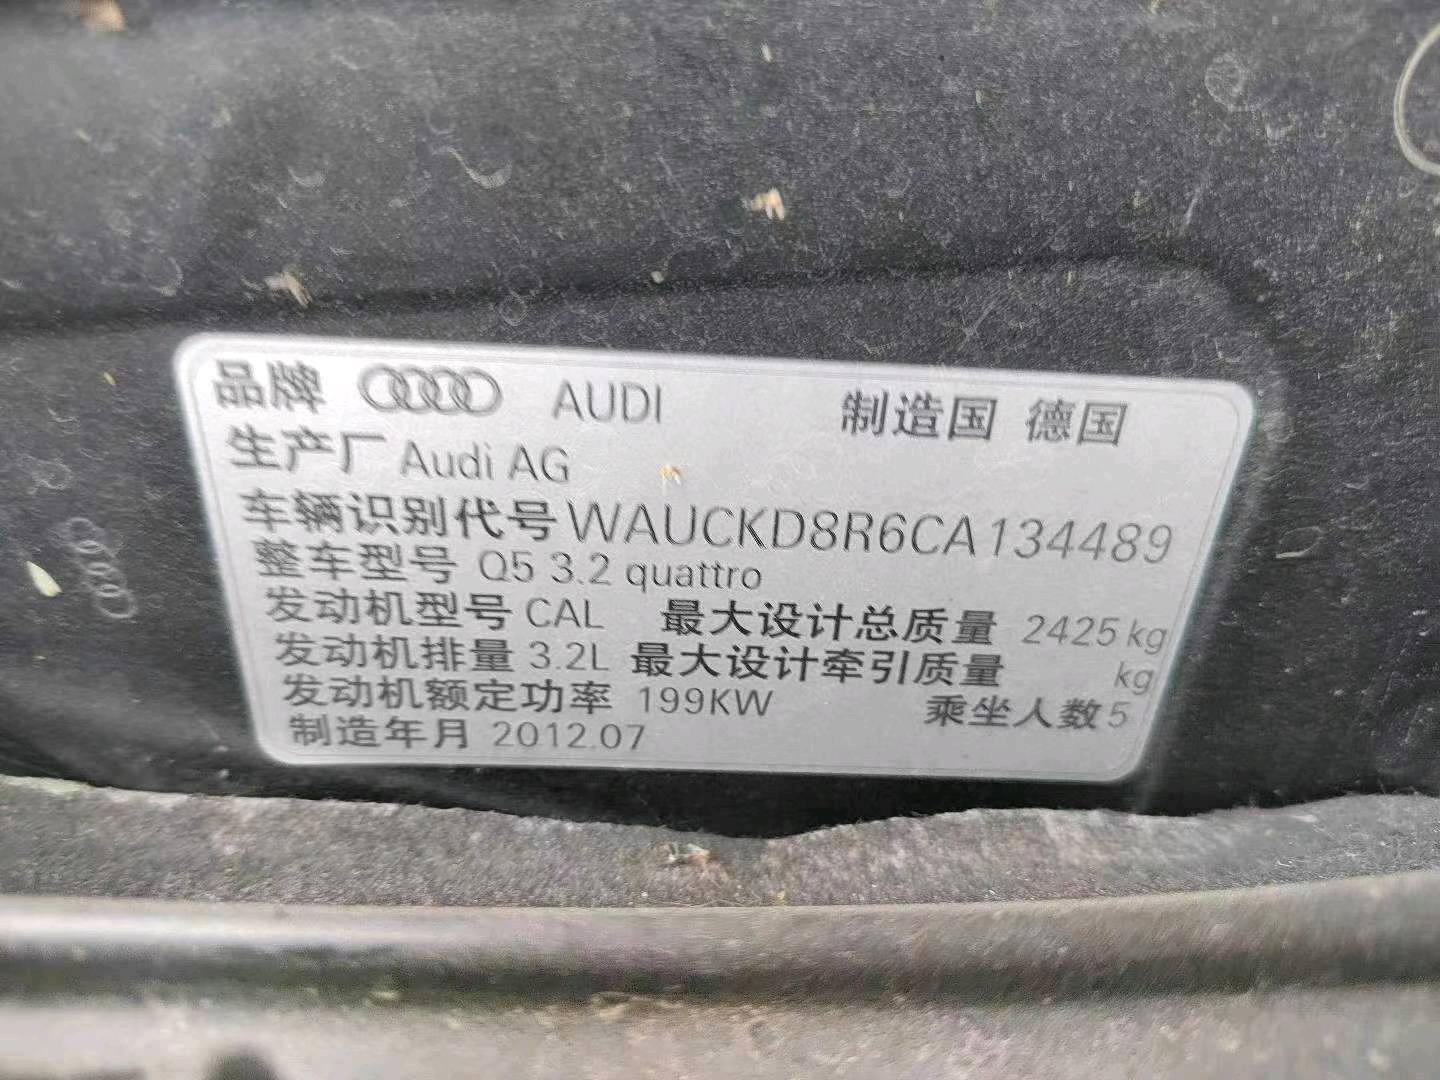 品牌 AUDI 制造国 德国
生产厂 Audi AG
车辆识别代号 WAUCKD8R6CA134489
整车型号 Q5 3.2 quattro
发动机型号 CAL 最大设计总质量 2425 kg
发动机排量 3.2L 最大设计牵引质量 kg
发动机额定功率 199KW 乘坐人数 5
制造年月 2012.07